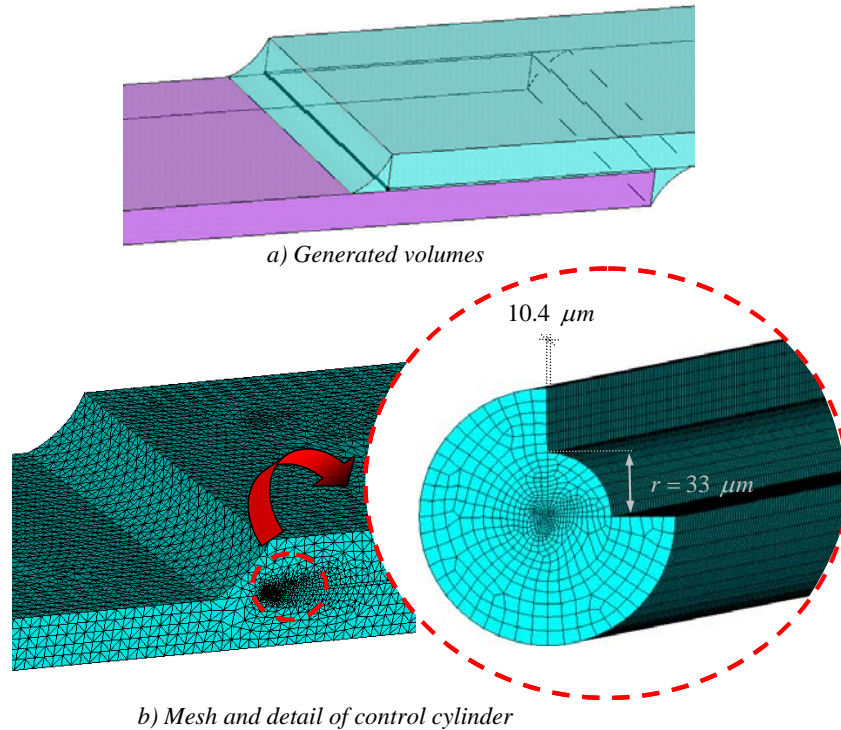 a) Generated volumes
10.4 μm
r = 33 μm
b) Mesh and detail of control cylinder